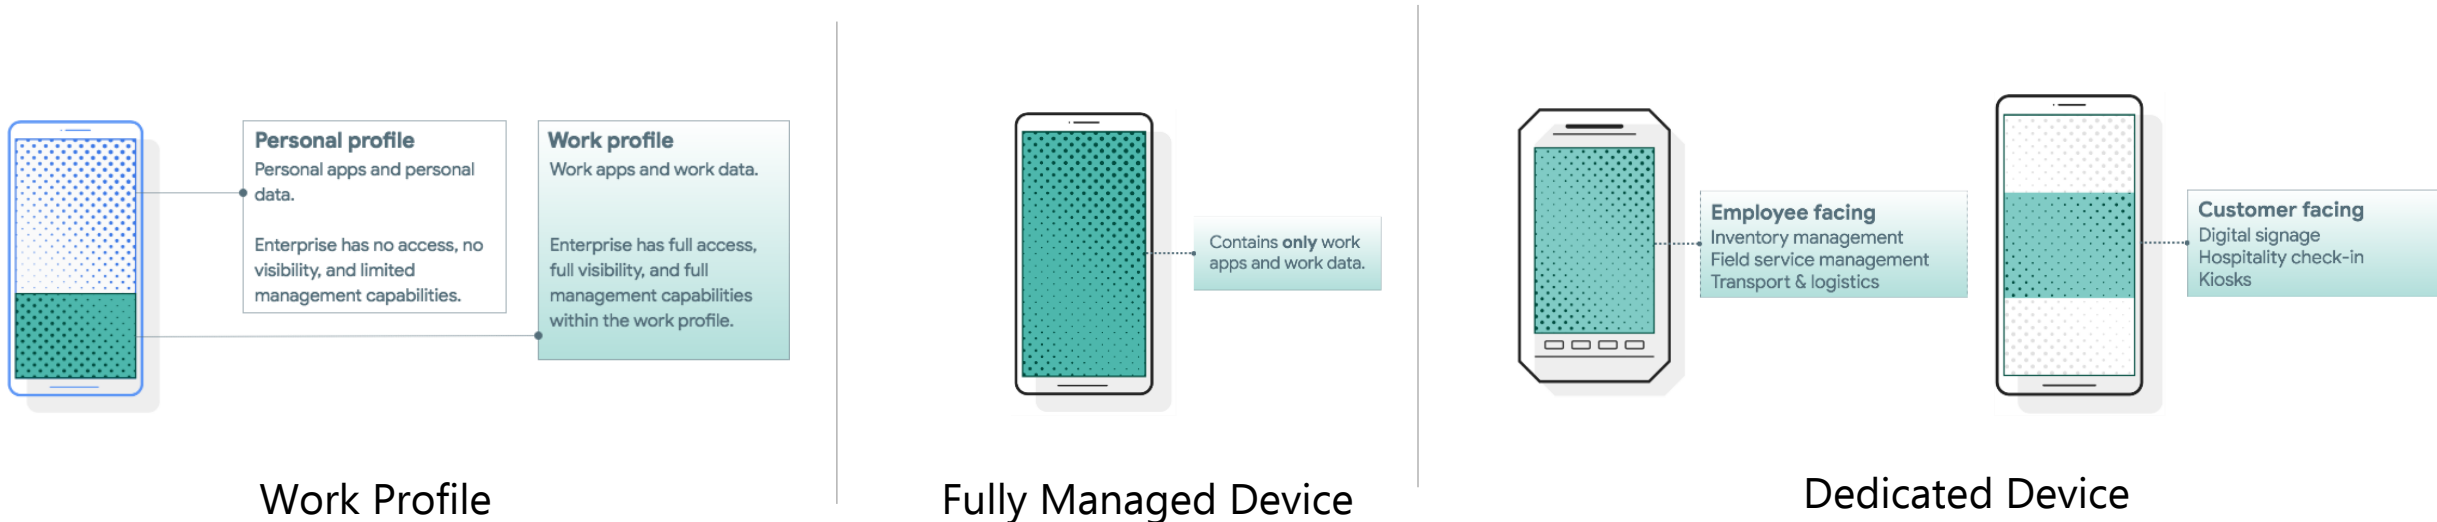 Personal profile
Personal apps and personal
data.
Enterprise has no access, no
visibility, and limited
management capabilities.
Work profile
Work apps and work data.
Enterprise has full access,
full visibility, and full
management capabilities
within the work profile.
Work Profile
Contains only work
apps and work data.
Fully Managed Device
Employee facing
Inventory management
Field service management
Transport & logistics
Customer facing
Digital signage
Hospitality check-in
Kiosks
Dedicated Device